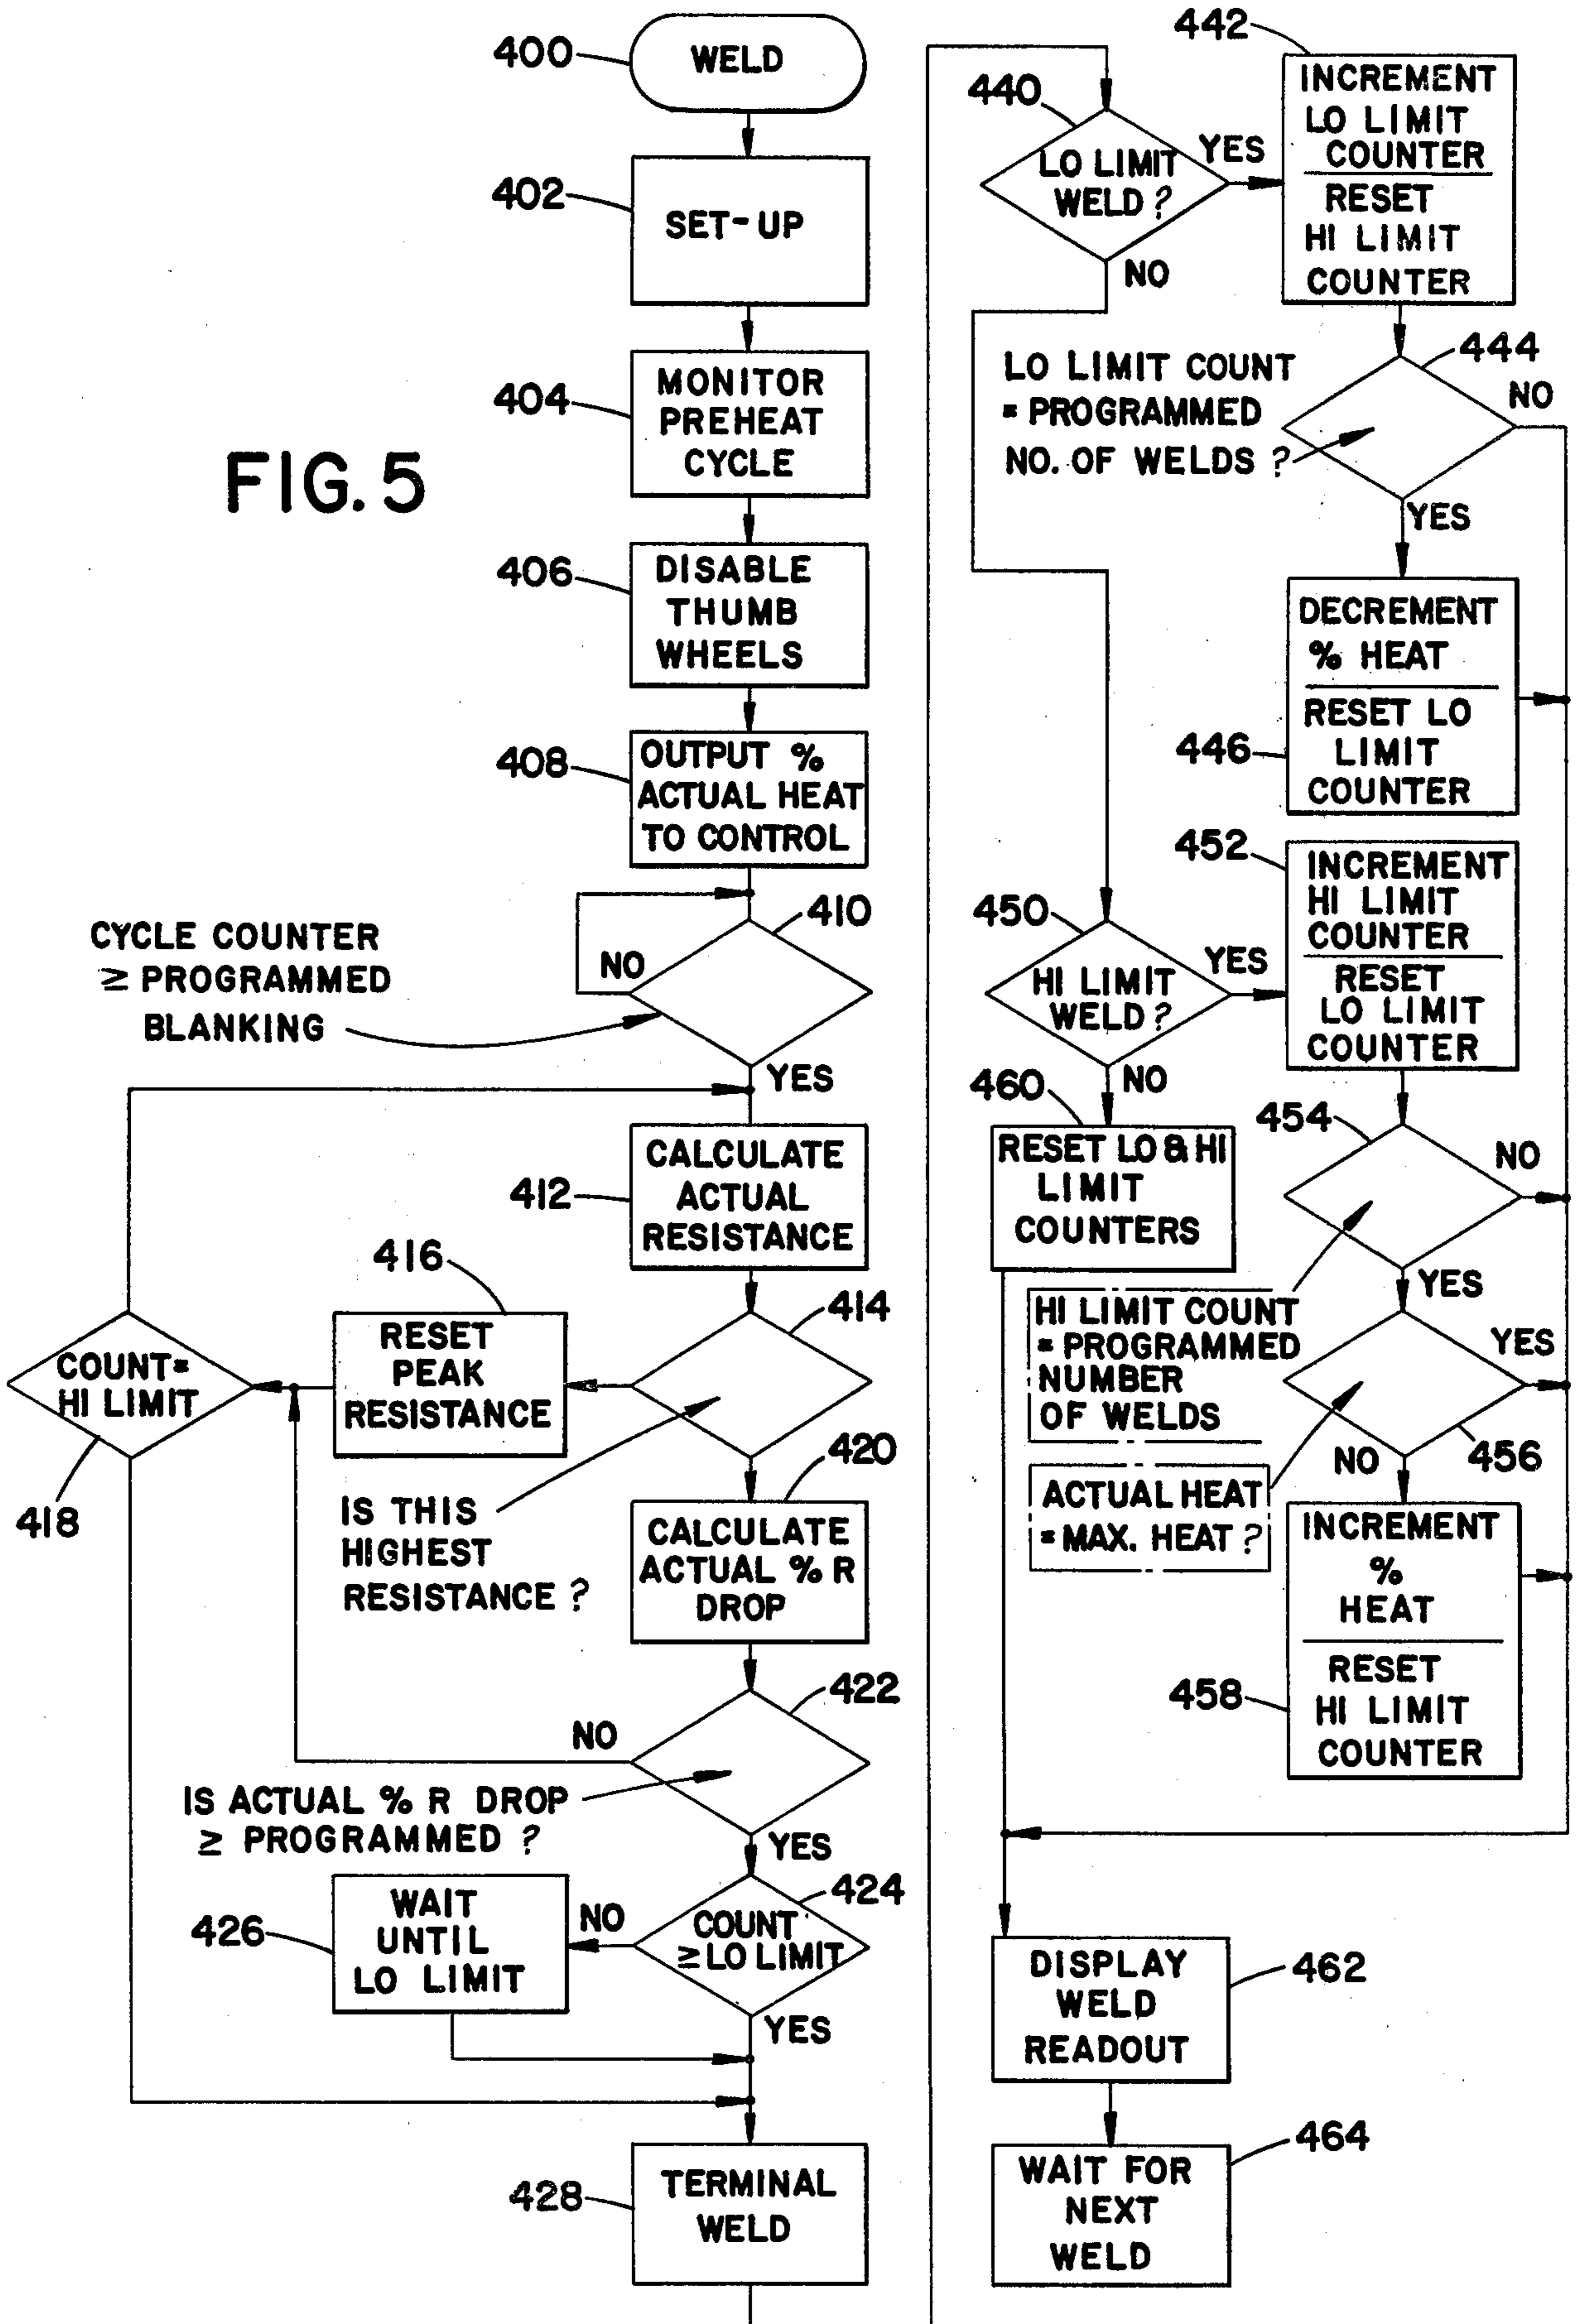 FIG. 5
400
WELD
402
SET-UP
404
MONITOR
PREHEAT
CYCLE
406
DISABLE
THUMB
WHEELS
408
OUTPUT %
ACTUAL HEAT
TO CONTROL
410
CYCLE COUNTER
≥ PROGRAMMED
BLANKING
NO
YES
412
CALCULATE
ACTUAL
RESISTANCE
414
IS THIS
HIGHEST
RESISTANCE ?
416
RESET
PEAK
RESISTANCE
418
COUNT=
HI LIMIT
420
CALCULATE
ACTUAL % R
DROP
422
NO
IS ACTUAL % R DROP
≥ PROGRAMMED ?
YES
424
COUNT
≥ LO LIMIT
NO
426
WAIT
UNTIL
LO LIMIT
YES
428
TERMINAL
WELD
440
LO LIMIT
WELD ?
YES
NO
442
INCREMENT
LO LIMIT
COUNTER
RESET
HI LIMIT
COUNTER
444
LO LIMIT COUNT
= PROGRAMMED
NO. OF WELDS ?
NO
YES
446
DECREMENT
% HEAT
RESET LO
LIMIT
COUNTER
450
HI LIMIT
WELD ?
YES
NO
452
INCREMENT
HI LIMIT
COUNTER
RESET
LO LIMIT
COUNTER
454
NO
YES
HI LIMIT COUNT
= PROGRAMMED
NUMBER
OF WELDS
456
YES
NO
ACTUAL HEAT
= MAX. HEAT ?
458
INCREMENT
%
HEAT
RESET
HI LIMIT
COUNTER
460
RESET LO & HI
LIMIT
COUNTERS
462
DISPLAY
WELD
READOUT
464
WAIT FOR
NEXT
WELD